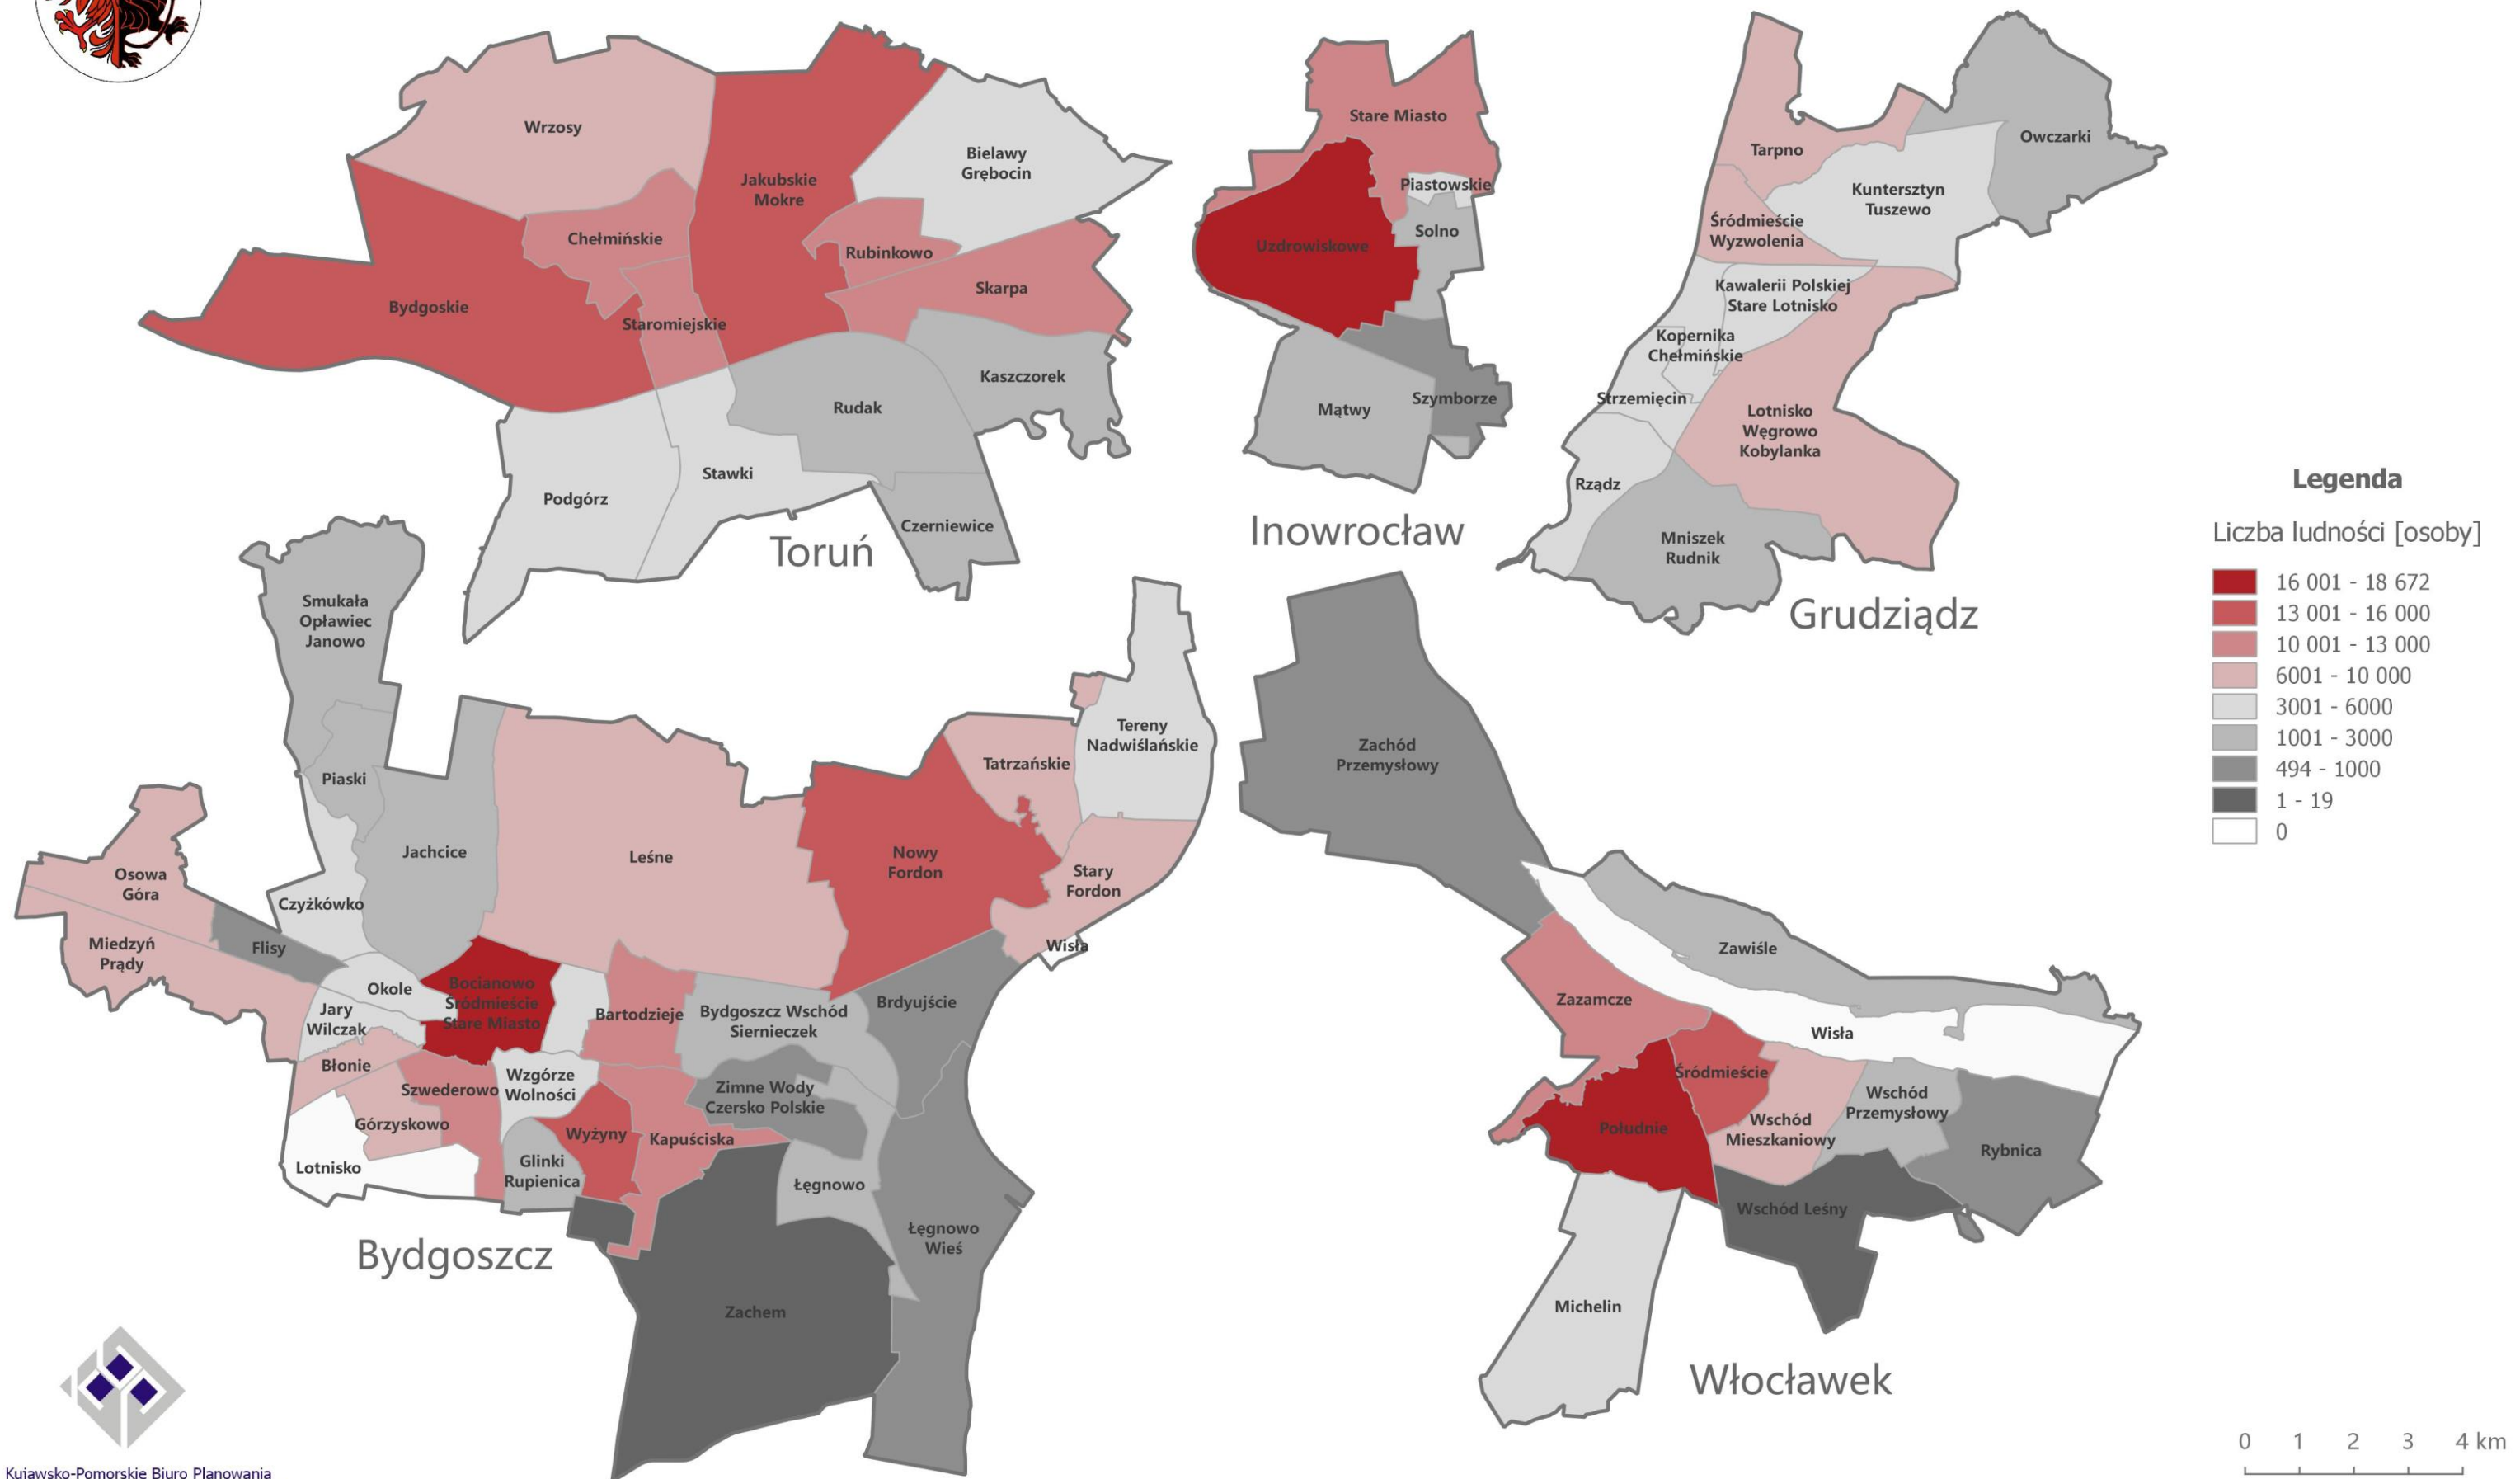 Wrzosy
Jakubskie
Mokre
Bielawy
Grębocin
Chełmińskie
Rubinkowo
Skarpa
Bydgoskie
Staromiejskie
Kaszczorek
Rudak
Stawki
Podgórz
Czerniewice
Toruń
Stare Miasto
Piastowskie
Solno
Uzdrowiskowe
Szymborze
Mątwy
Inowrocław
Tarpno
Owczarki
Kuntersztyn
Tuszewo
Śródmieście
Wyzwolenia
Kawalerii Polskiej
Stare Lotnisko
Kopernika
Chełmińskie
Strzemięcin
Lotnisko
Węgrowo
Kobylanka
Rządz
Mniszek
Rudnik
Grudziądz
Legenda
Liczba ludności [osoby]
16 001 - 18 672
13 001 - 16 000
10 001 - 13 000
6001 - 10 000
3001 - 6000
1001 - 3000
494 - 1000
1 - 19
0
Smukała
Opławiec
Janowo
Piaski
Jachcice
Leśne
Nowy
Fordon
Tatrzańskie
Tereny
Nadwiślańskie
Stary
Fordon
Wisła
Osowa
Góra
Czyżkówko
Miedzyń
Prądy
Flisy
Okole
Jary
Wilczak
Bocianowo
Śródmieście
Stare Miasto
Bartodzieje
Bydgoszcz Wschód
Siernieczek
Brdyujście
Błonie
Szwederowo
Wzgórze
Wolności
Zimne Wody
Czersko Polskie
Górzyskowo
Wyżyny
Kapuściska
Lotnisko
Glinki
Rupienica
Łęgnowo
Łęgnowo
Wieś
Zachem
Bydgoszcz
Zachód
Przemysłowy
Zawiśle
Zazamcze
Wisła
Śródmieście
Południe
Wschód
Mieszkaniowy
Wschód
Przemysłowy
Rybnica
Wschód Leśny
Michelin
Włocławek
0 1 2 3 4 km
Kujawsko-Pomorskie Biuro Planowania